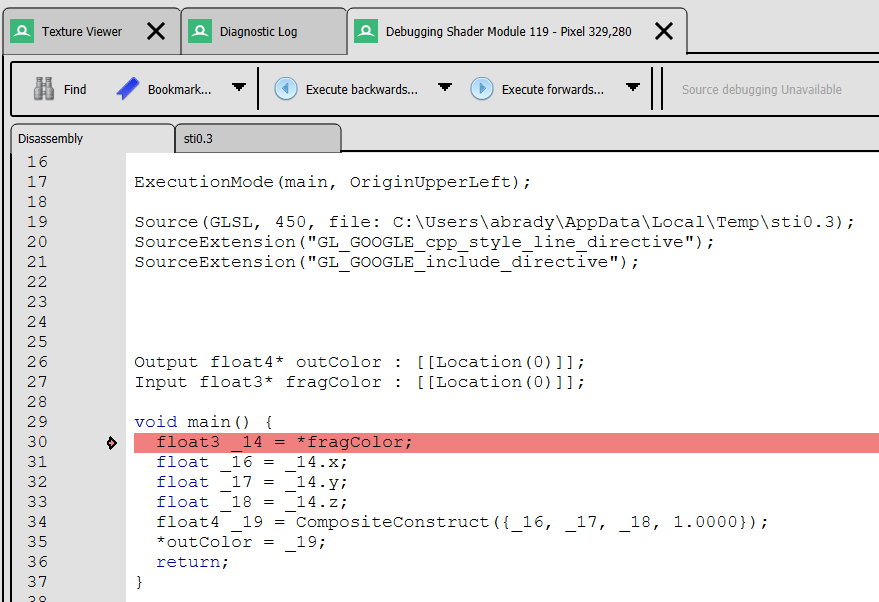 Texture Viewer Diagnostic Log Debugging Shader Module 119 - Pixel 329,280
Find Bookmark... Execute backwards... Execute forwards... Source debugging Unavailable
Disassembly sti0.3
16
17 ExecutionMode(main, OriginUpperLeft);
18
19 Source(GLSL, 450, file: C:\Users\abrady\AppData\Local\Temp\sti0.3);
20 SourceExtension("GL_GOOGLE_cpp_style_line_directive");
21 SourceExtension("GL_GOOGLE_include_directive");
22
23
24
25
26 Output float4* outColor : [[Location(0)]];
27 Input float3* fragColor : [[Location(0)]];
28
29 void main() {
30 float3 _14 = *fragColor;
31 float _16 = _14.x;
32 float _17 = _14.y;
33 float _18 = _14.z;
34 float4 _19 = CompositeConstruct({_16, _17, _18, 1.0000});
35 *outColor = _19;
36 return;
37 }
38